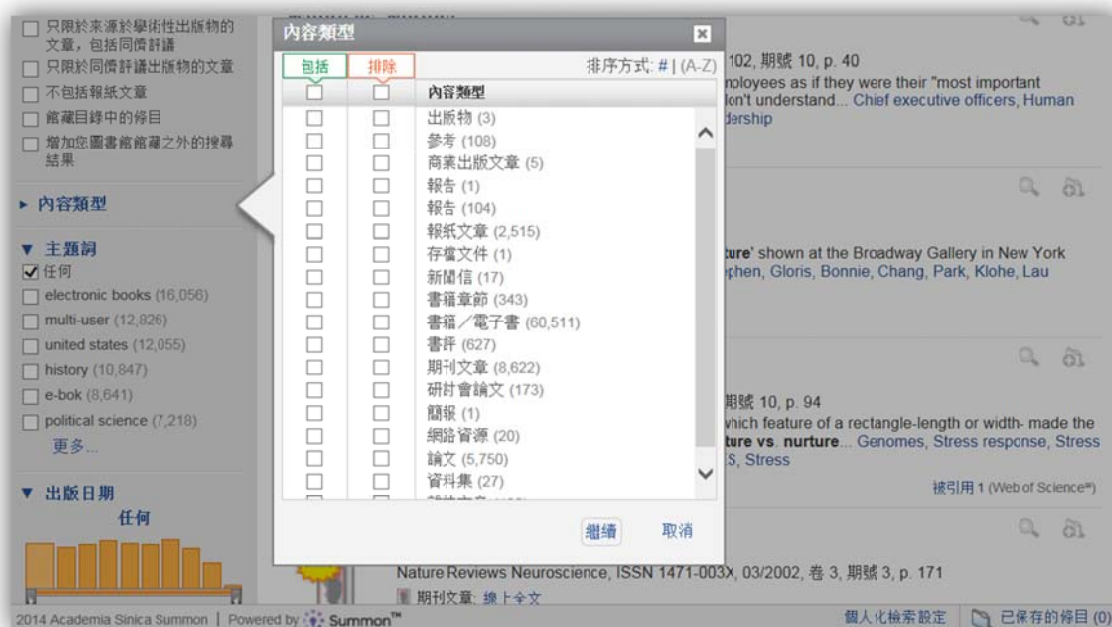 只限於來源於學術性出版物的
文章，包括同儕評議
只限於同儕評議出版物的文章
不包括報紙文章
館藏目錄中的條目
增加您圖書館館藏之外的搜尋
結果
內容類型
主題詞
任何
electronic books (16,056)
multi-user (12,826)
united states (12,055)
history (10,847)
e-bok (8,641)
political science (7,218)
更多...
出版日期
任何
內容類型
包括
排除
排序方式: # | (A-Z)
內容類型
出版物 (3)
參考 (108)
商業出版文章 (5)
報告 (1)
報告 (104)
報紙文章 (2,515)
存檔文件 (1)
新聞信 (17)
書籍章節 (343)
書籍／電子書 (60,511)
書評 (627)
期刊文章 (8,622)
研討會論文 (173)
簡報 (1)
網路資源 (20)
論文 (5,750)
資料集 (27)
繼續
取消
102, 期號 10, p. 40
employees as if they were their "most important
don't understand... Chief executive officers, Human
dership
ture' shown at the Broadway Gallery in New York
phen, Gloris, Bonnie, Chang, Park, Klohe, Lau
期號 10, p. 94
which feature of a rectangle-length or width- made the
ture vs. nurture... Genomes, Stress response, Stress
S, Stress
被引用 1 (Web of Science℠)
Nature Reviews Neuroscience, ISSN 1471-003X, 03/2002, 卷 3, 期號 3, p. 171
期刊文章: 線上全文
2014 Academia Sinica Summon | Powered by Summon™
個人化檢索設定
已保存的條目 (0)